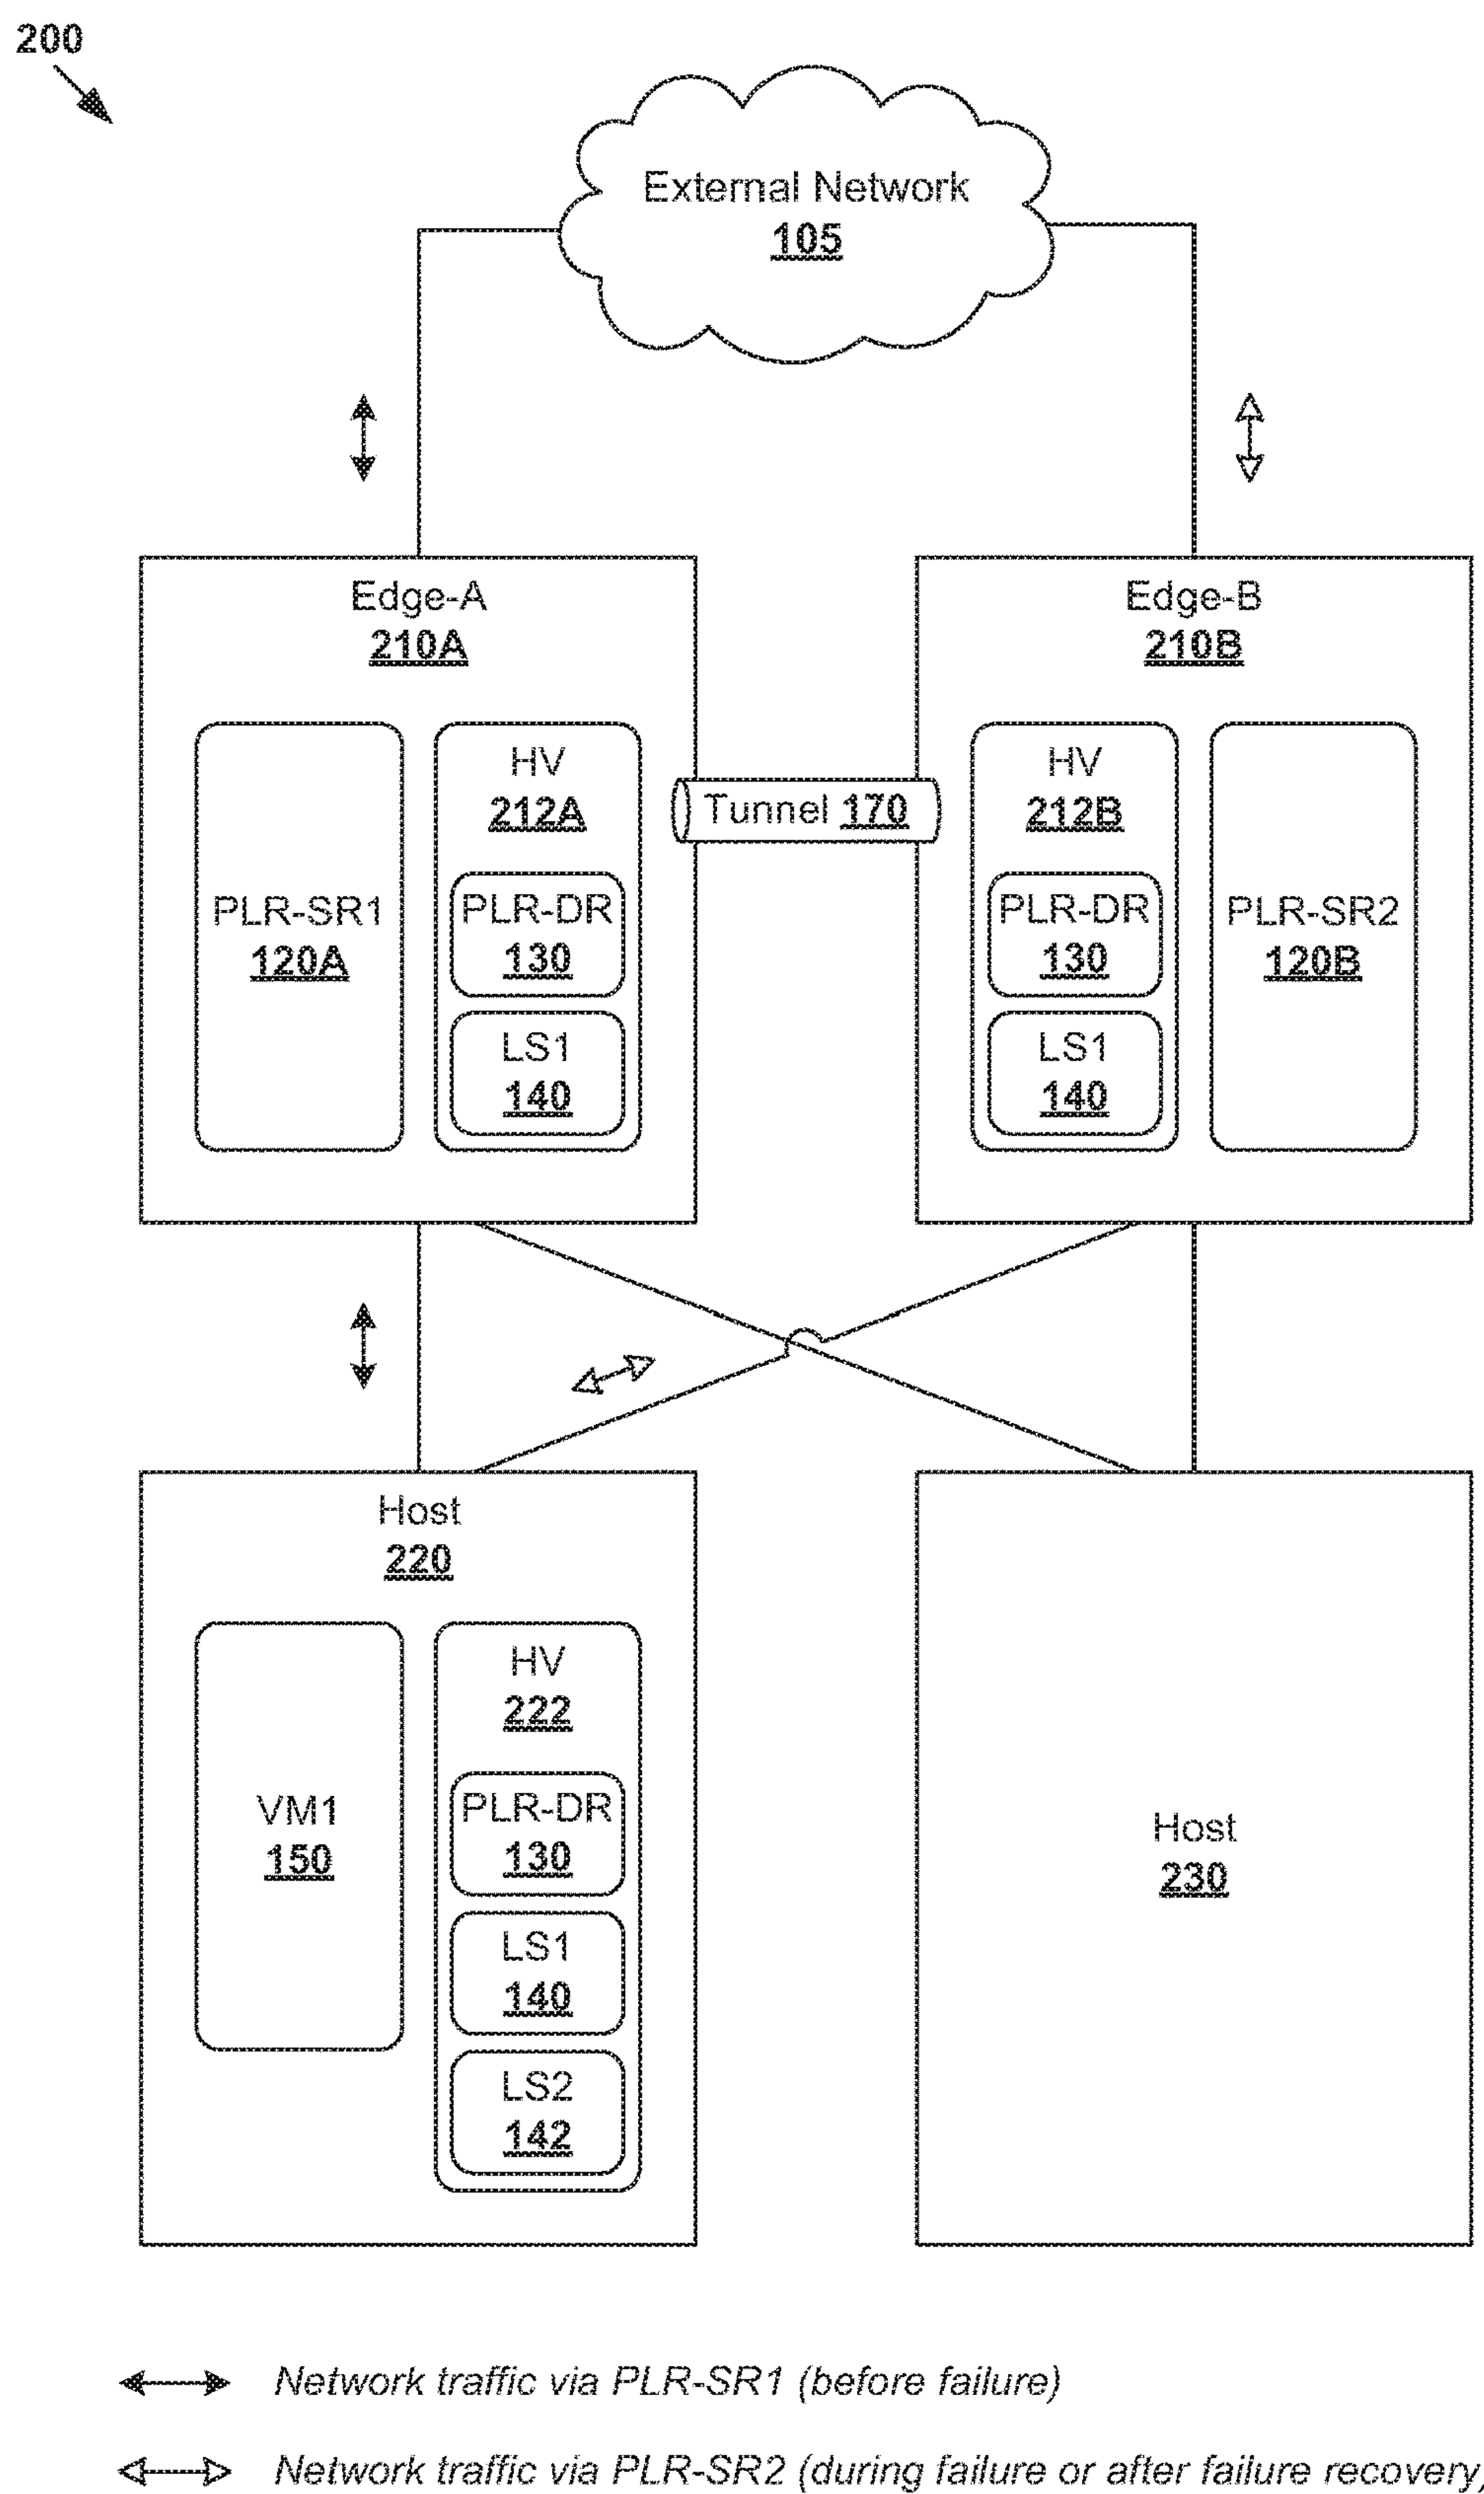 200
External Network
105
Edge-A
210A
Edge-B
210B
PLR-SR1
120A
HV
212A
PLR-DR
130
LS1
140
Tunnel 170
HV
212B
PLR-DR
130
LS1
140
PLR-SR2
120B
Host
220
VM1
150
HV
222
PLR-DR
130
LS1
140
LS2
142
Host
230
Network traffic via PLR-SR1 (before failure)
Network traffic via PLR-SR2 (during failure or after failure recovery)